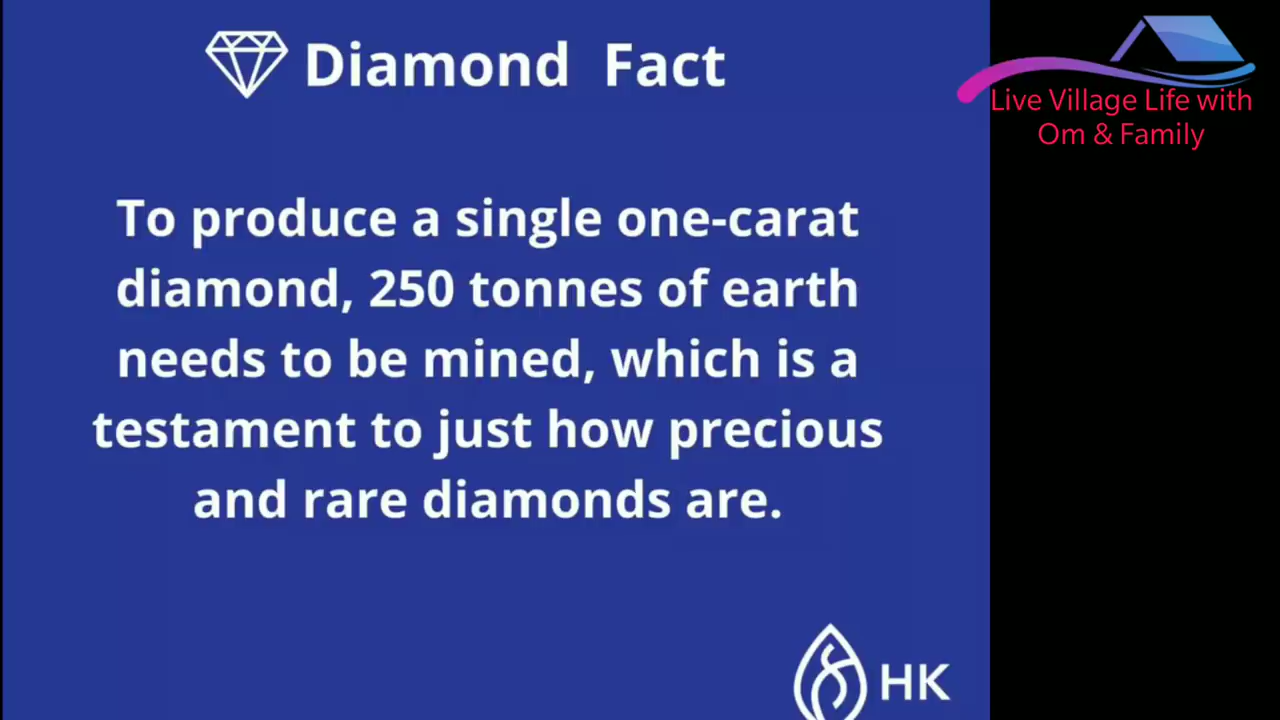 Diamond Fact
Live Village Life with
Om & Family
To produce a single one-carat
diamond, 250 tonnes of earth
needs to be mined, which is a
testament to just how precious
and rare diamonds are.
HK